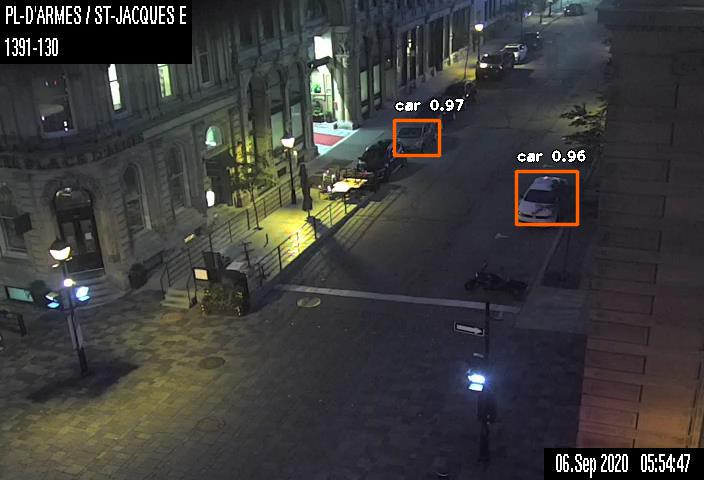 PL-D'ARMES / ST-JACQUES E
1391-130
car 0.97
car 0.96
06.Sep 2020 05:54:47